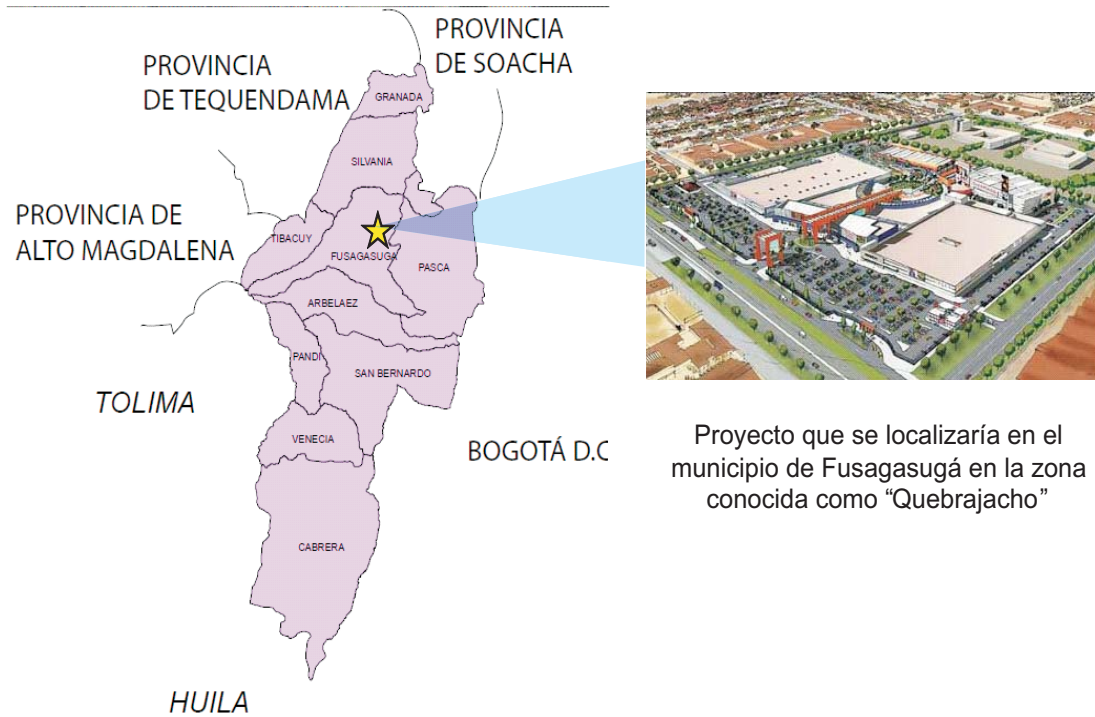 PROVINCIA
DE SOACHA
PROVINCIA
DE TEQUENDAMA
GRANADA
SILVANIA
PROVINCIA DE
ALTO MAGDALENA
TIBACUY
FUSAGASUGA
PASCA
ARBELAEZ
PANDI
SAN BERNARDO
TOLIMA
VENECIA
BOGOTÁ D.C
CABRERA
HUILA
Proyecto que se localizaría en el
municipio de Fusagasugá en la zona
conocida como “Quebrajacho”